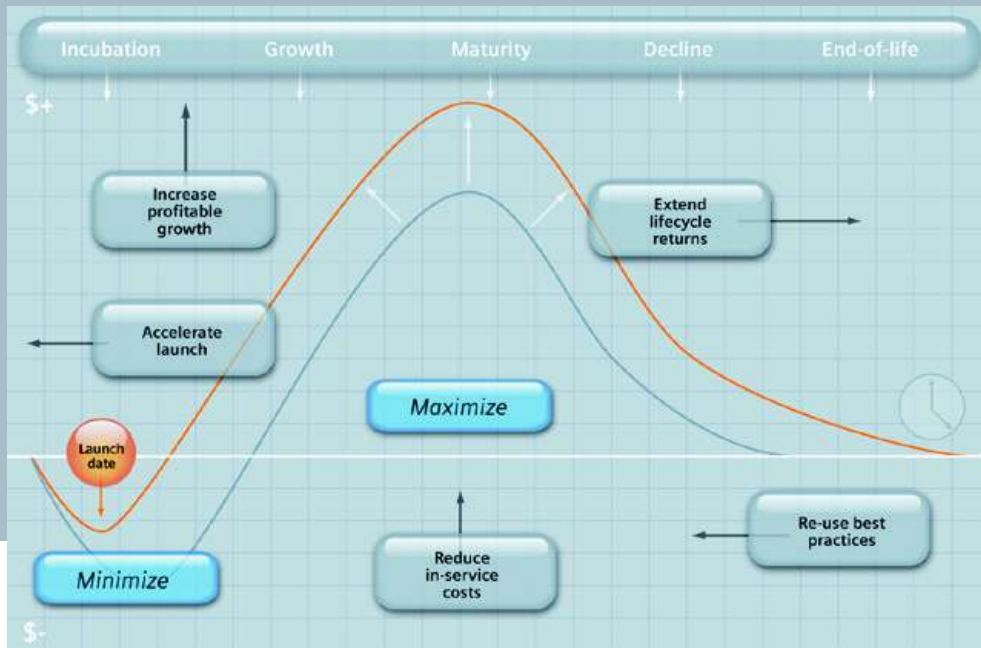 Incubation Growth Maturity Decline End-of-life
$+
Increase
profitable
growth
Extend
lifecycle
returns
Accelerate
launch
Maximize
Launch
date
Re-use best
practices
Reduce
in-service
costs
Minimize
$-